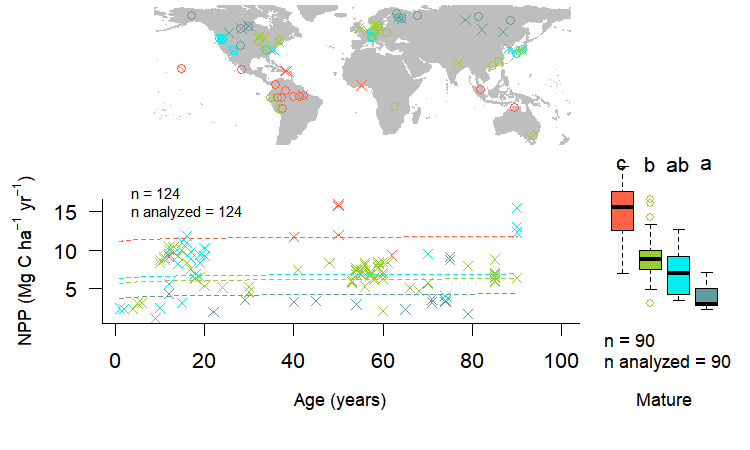 c b ab a
n = 124
n analyzed = 124
15
10
5
NPP (Mg C ha⁻¹ yr⁻¹)
0 20 40 60 80 100
Age (years)
n = 90
n analyzed = 90
Mature